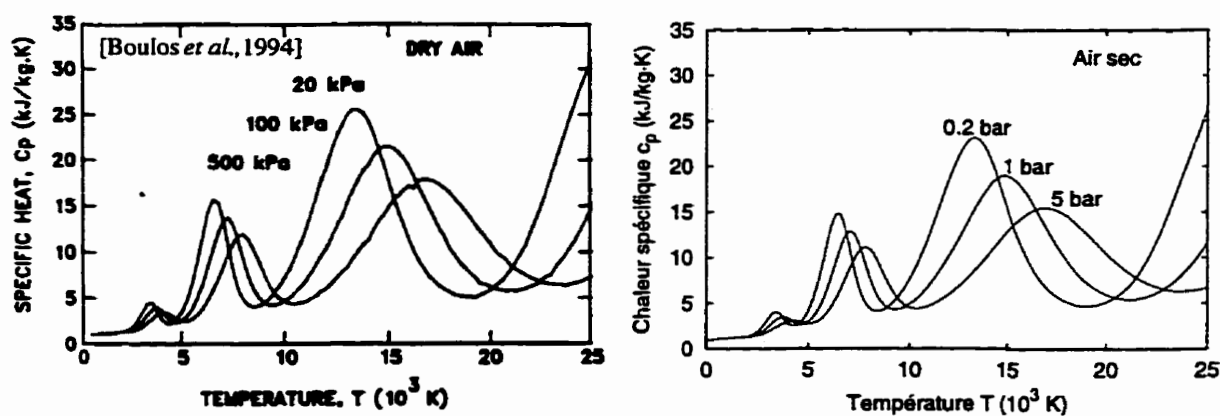 [Boulos et al., 1994]
DRY AIR
20 kPa
100 kPa
500 kPa
SPECIFIC HEAT, Cp (kJ/kg.K)
35
30
25
20
15
10
5
0
0 5 10 15 20 25
TEMPERATURE, T (10³ K)
Air sec
0.2 bar
1 bar
5 bar
Chaleur spécifique cp (kJ/kg·K)
35
30
25
20
15
10
5
0
0 5 10 15 20 25
Température T (10³ K)